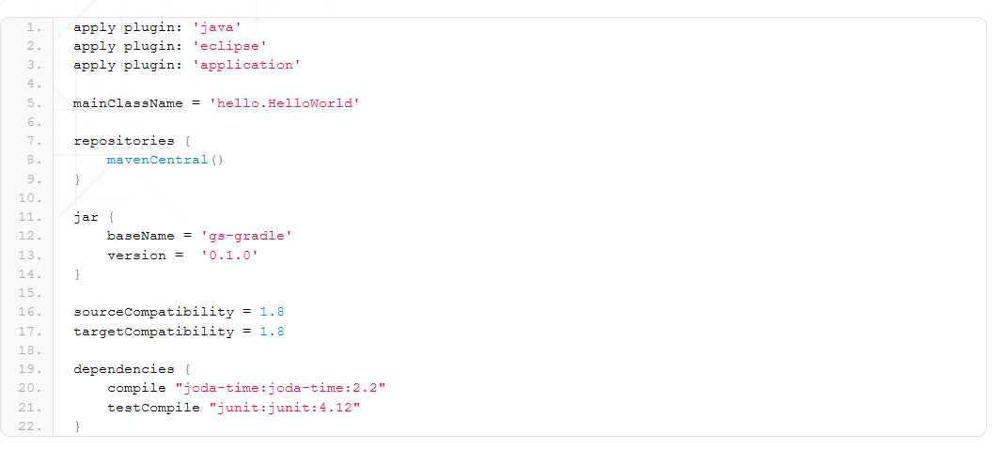 1. apply plugin: 'java'
2. apply plugin: 'eclipse'
3. apply plugin: 'application'
4.
5. mainClassName = 'hello.HelloWorld'
6.
7. repositories {
8.     mavenCentral()
9. }
10.
11. jar {
12.     baseName = 'gs-gradle'
13.     version =  '0.1.0'
14. }
15.
16. sourceCompatibility = 1.8
17. targetCompatibility = 1.8
18.
19. dependencies {
20.     compile "joda-time:joda-time:2.2"
21.     testCompile "junit:junit:4.12"
22. }